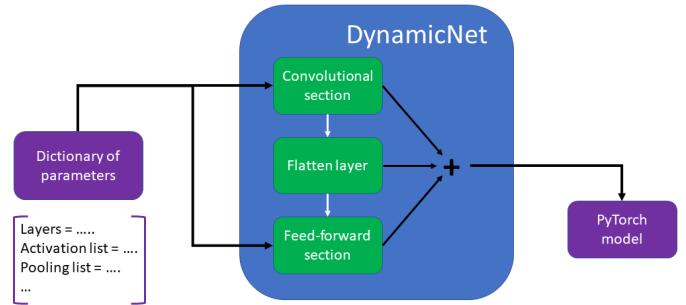 DynamicNet
Convolutional
section
Dictionary of
parameters
Flatten layer
+
Layers = .....
Activation list = ....
Pooling list = ....
...
Feed-forward
section
PyTorch
model